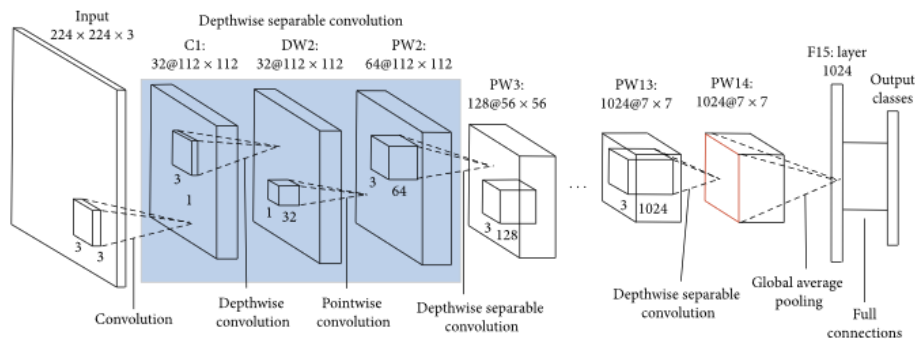 Input
224 × 224 × 3
Depthwise separable convolution
C1:
32@112 × 112
DW2:
32@112 × 112
PW2:
64@112 × 112
PW3:
128@56 × 56
PW13:
1024@7 × 7
PW14:
1024@7 × 7
F15: layer
1024
Output
classes
3
3
3
1
1
32
3
64
3
128
...
3
1024
Convolution
Depthwise
convolution
Pointwise
convolution
Depthwise separable
convolution
Depthwise separable
convolution
Global average
pooling
Full
connections